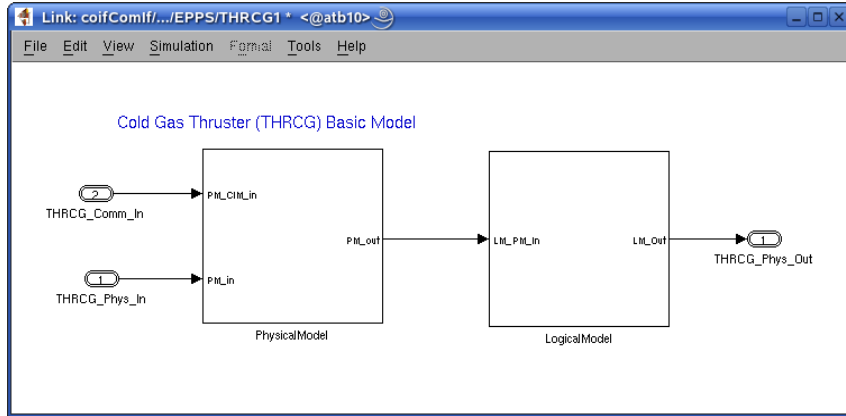 Link: coifComIf/.../EPPS/THRCG1 * <@atb10>
File Edit View Simulation Format Tools Help
Cold Gas Thruster (THRCG) Basic Model
2
THRCG_Comm_In
PM_CIM_in
PM_out
LM_PM_In
LM_Out
1
THRCG_Phys_Out
1
THRCG_Phys_In
PM_in
PhysicalModel
LogicalModel